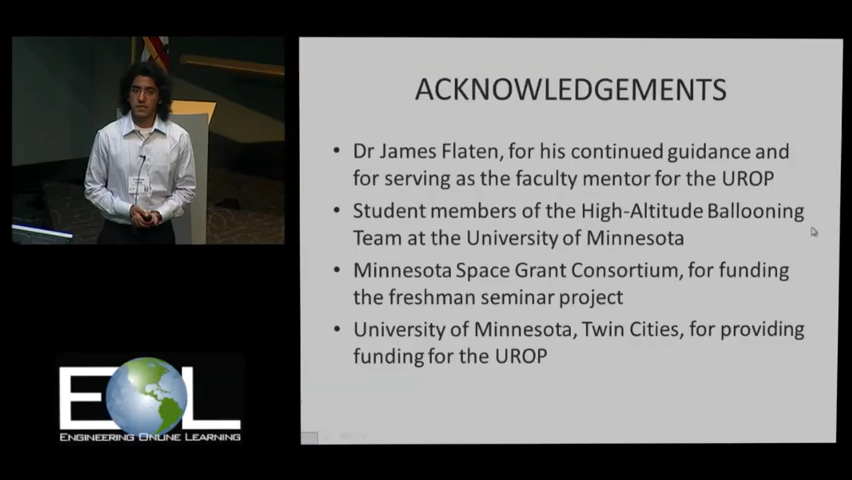 ACKNOWLEDGEMENTS
• Dr James Flaten, for his continued guidance and
for serving as the faculty mentor for the UROP
• Student members of the High-Altitude Ballooning
Team at the University of Minnesota
• Minnesota Space Grant Consortium, for funding
the freshman seminar project
• University of Minnesota, Twin Cities, for providing
funding for the UROP
EOL
ENGINEERING ONLINE LEARNING